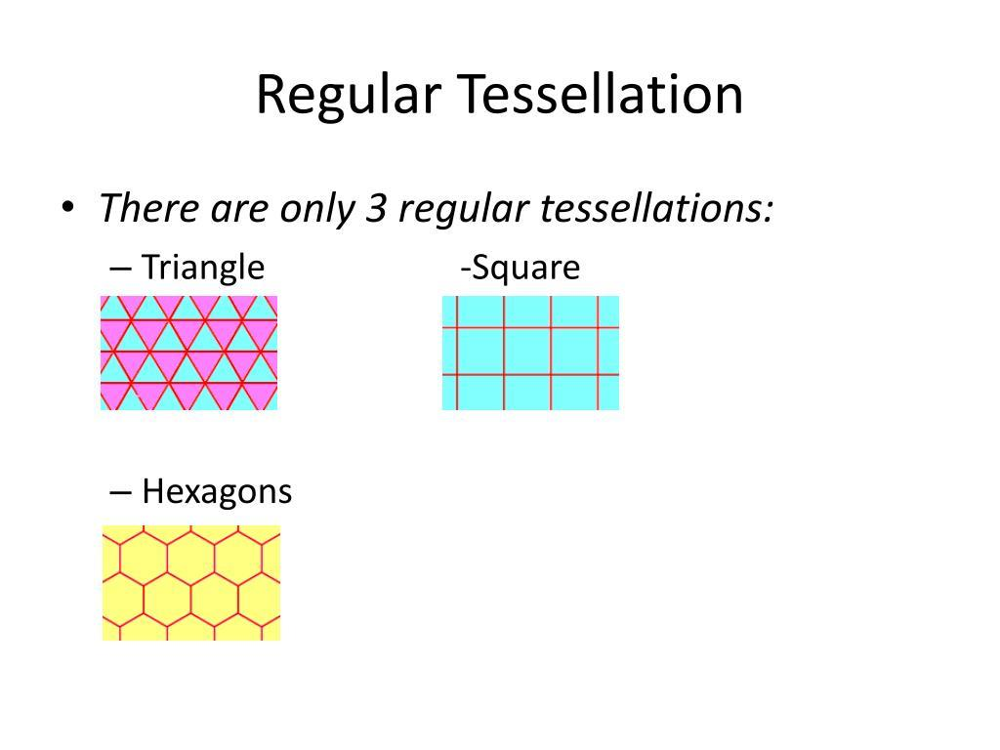 Regular Tessellation
• There are only 3 regular tessellations:
– Triangle -Square
– Hexagons